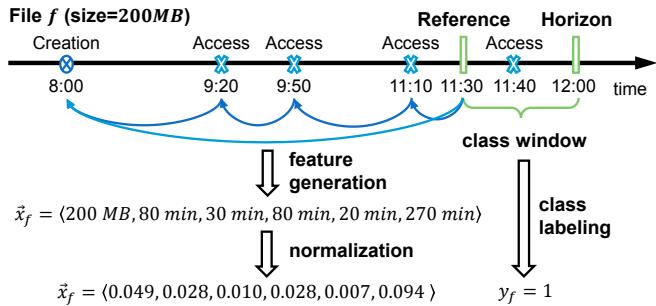 File f (size=200MB)
Reference Horizon
Creation Access Access Access Access
8:00 9:20 9:50 11:10 11:30 11:40 12:00 time
class window
feature
generation
x⃗_f = ⟨200 MB, 80 min, 30 min, 80 min, 20 min, 270 min⟩
class
labeling
normalization
x⃗_f = ⟨0.049, 0.028, 0.010, 0.028, 0.007, 0.094 ⟩ y_f = 1